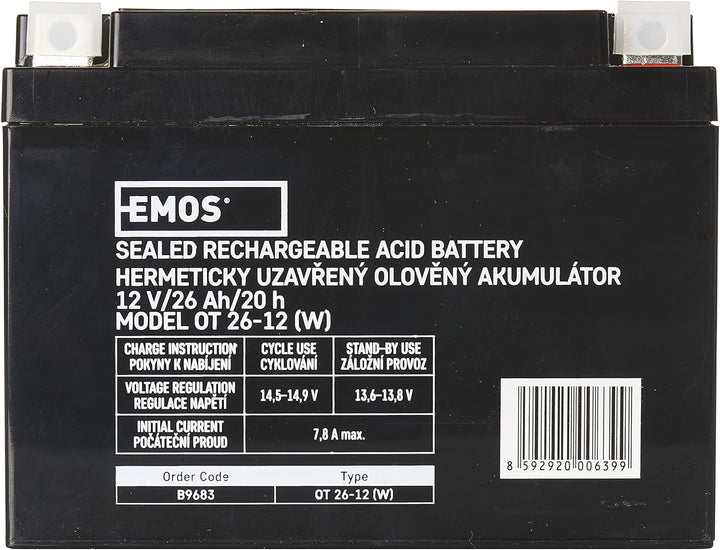 EMOS
SEALED RECHARGEABLE ACID BATTERY
HERMETICKY UZAVŘENÝ OLOVĚNÝ AKUMULÁTOR
12 V/26 Ah/20 h
MODEL OT 26-12 (W)
CHARGE INSTRUCTION CYCLE USE STAND-BY USE
POKYNY K NABÍJENÍ CYKLOVÁNÍ ZÁLOŽNÍ PROVOZ
VOLTAGE REGULATION
REGULACE NAPĚTÍ 14,5–14,9 V 13,6–13,8 V
INITIAL CURRENT
POČÁTEČNÍ PROUD 7,8 A max.
Order Code Type
B9683 OT 26-12 (W)
8 592920 006399